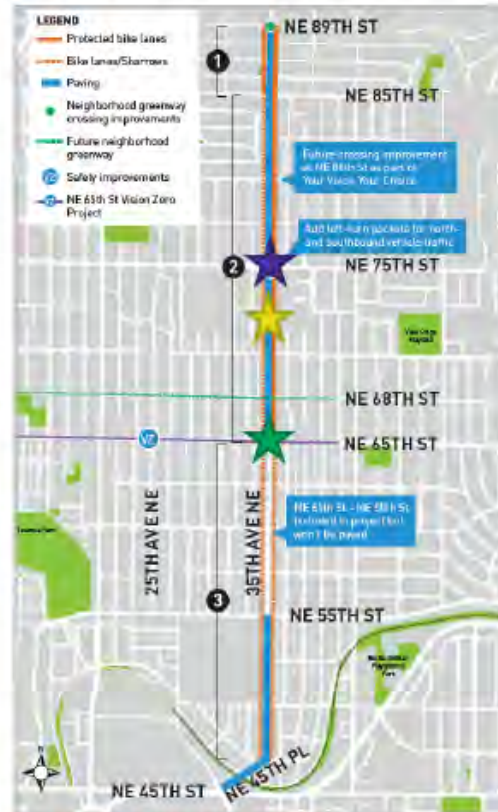 LEGEND
Protected bike lanes
Bike lanes/Sharrows
Paving
Neighborhood greenway
crossing improvements
Future neighborhood
greenway
VZ
Safety improvements
VZ
NE 65th St Vision Zero
Project
1
NE 89TH ST
NE 85TH ST
Future crossing improvement
at NE St as part of
Your Voice, Your Choice
Add left-turn pockets for north-
and southbound vehicle traffic
2
NE 75TH ST
NE 68TH ST
VZ
NE 65TH ST
25TH AVE NE
35TH AVE NE
NE 65th St - NE St
included in project but
won't be paved
3
NE 55TH ST
NE 45TH PL
NE 45TH ST
N